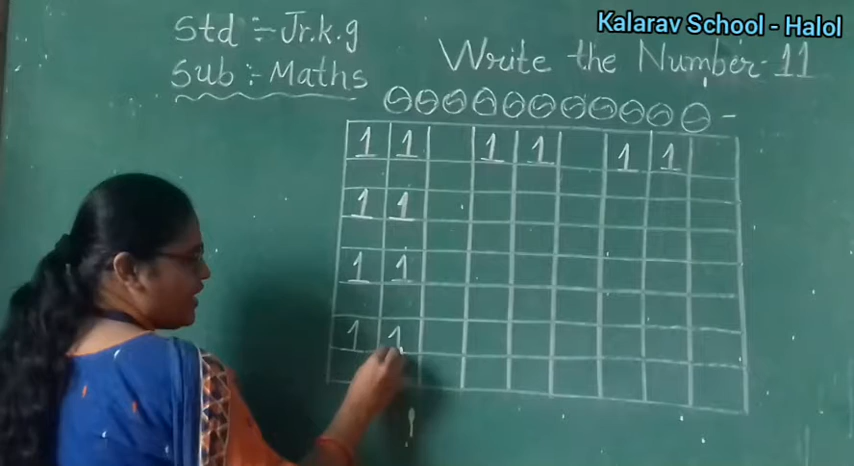 Kalarav School - Halol
Std :- Jr.k.g
Sub :- Maths
Write the Number - 11
1 1 1 1 1 1
1 1
1 1
1 1